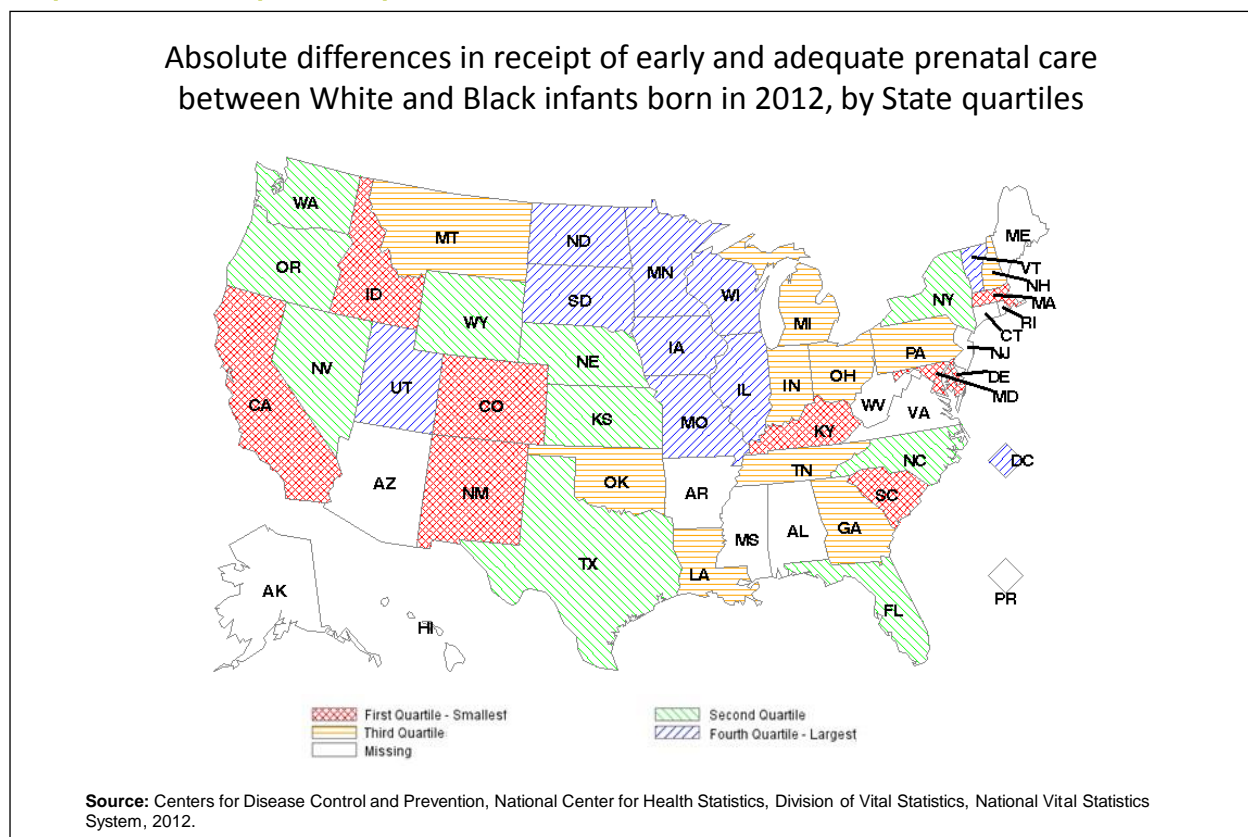 Absolute differences in receipt of early and adequate prenatal care
between White and Black infants born in 2012, by State quartiles
WA
MT
ND
MN
ME
VT
NH
MA
RI
CT
OR
ID
SD
WI
NY
WY
MI
IA
PA
NJ
NE
OH
DE
MD
NV
UT
IN
IL
WV
VA
CA
CO
KS
MO
KY
NC
DC
TN
AZ
NM
OK
AR
SC
MS
AL
GA
TX
LA
AK
HI
FL
PR
First Quartile - Smallest
Second Quartile
Third Quartile
Fourth Quartile - Largest
Missing
Source: Centers for Disease Control and Prevention, National Center for Health Statistics, Division of Vital Statistics, National Vital Statistics
System, 2012.